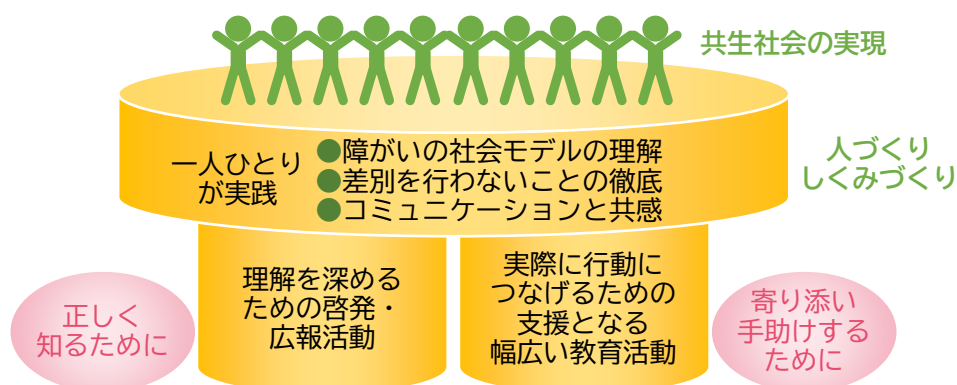 共生社会の実現
一人ひとり
が実践
●障がいの社会モデルの理解
●差別を行わないことの徹底
●コミュニケーションと共感
人づくり
しくみづくり
理解を深める
ための啓発・
広報活動
実際に行動に
つなげるための
支援となる
幅広い教育活動
正しく
知るために
寄り添い
手助けする
ために